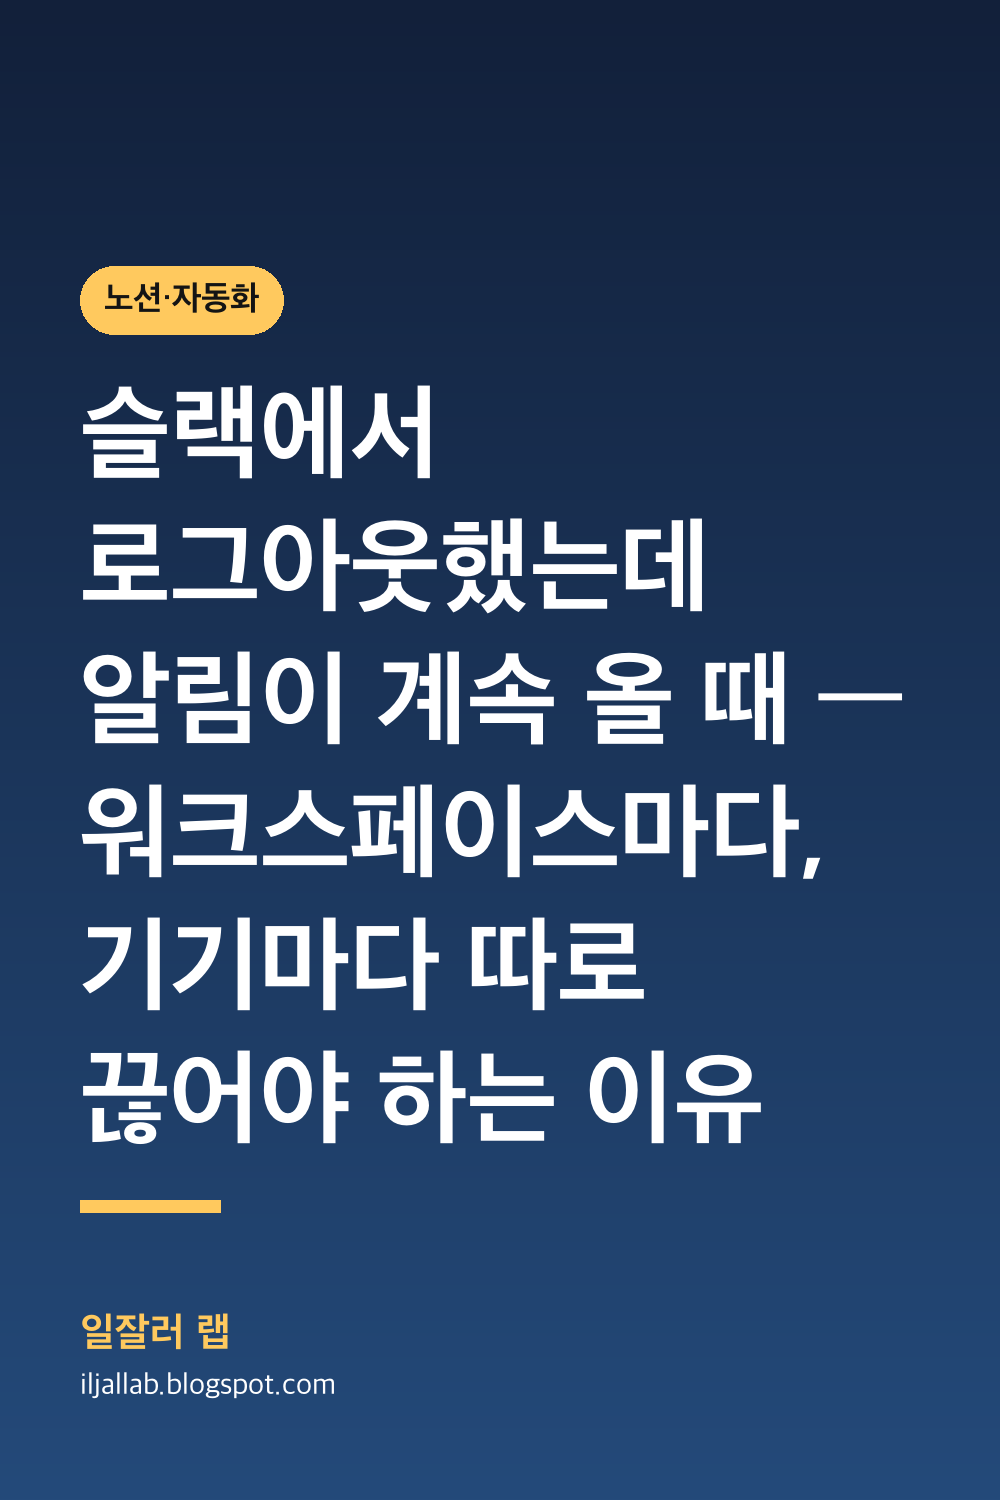 노션·자동화
슬랙에서
로그아웃했는데
알림이 계속 올 때 —
워크스페이스마다,
기기마다 따로
끊어야 하는 이유
일잘러 랩
iljallab.blogspot.com